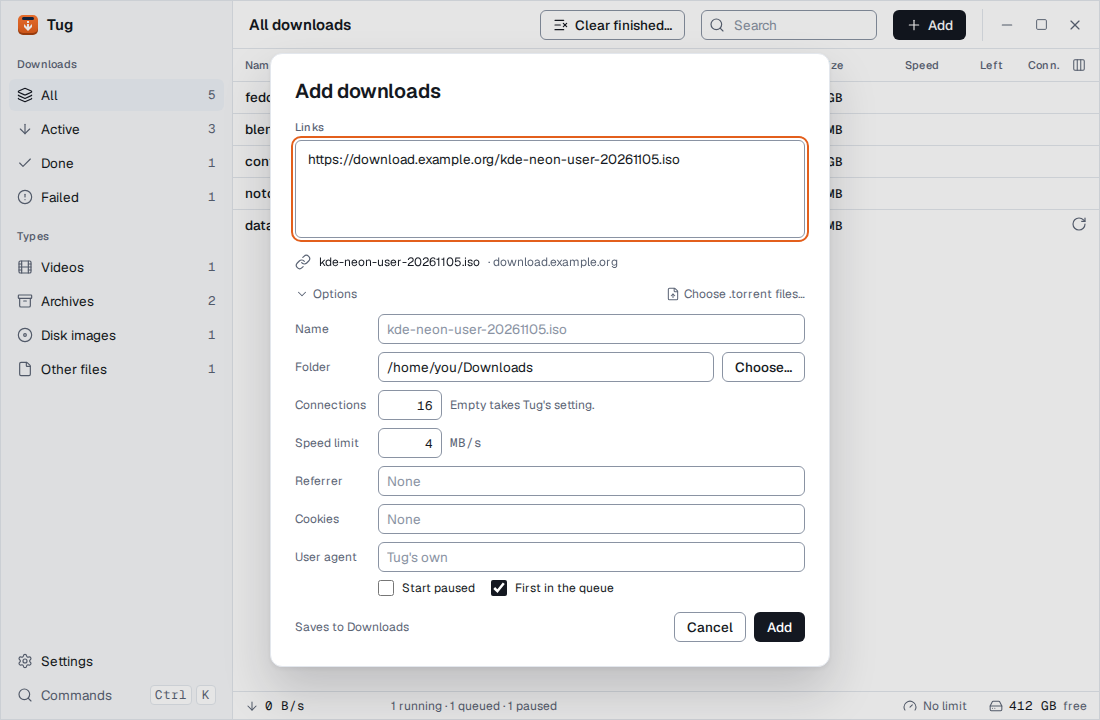 Tug
All downloads
Clear finished...
Search
Add
Downloads
All 5
Active 3
Done 1
Failed 1
Types
Videos 1
Archives 2
Disk images 1
Other files 1
Settings
Commands Ctrl K
Speed Left Conn.
Add downloads
Links
https://download.example.org/kde-neon-user-20261105.iso
kde-neon-user-20261105.iso · download.example.org
Options
Choose .torrent files...
Name kde-neon-user-20261105.iso
Folder /home/you/Downloads Choose...
Connections 16 Empty takes Tug's setting.
Speed limit 4 MB/s
Referrer None
Cookies None
User agent Tug's own
Start paused First in the queue
Saves to Downloads Cancel Add
0 B/s 1 running · 1 queued · 1 paused No limit 412 GB free